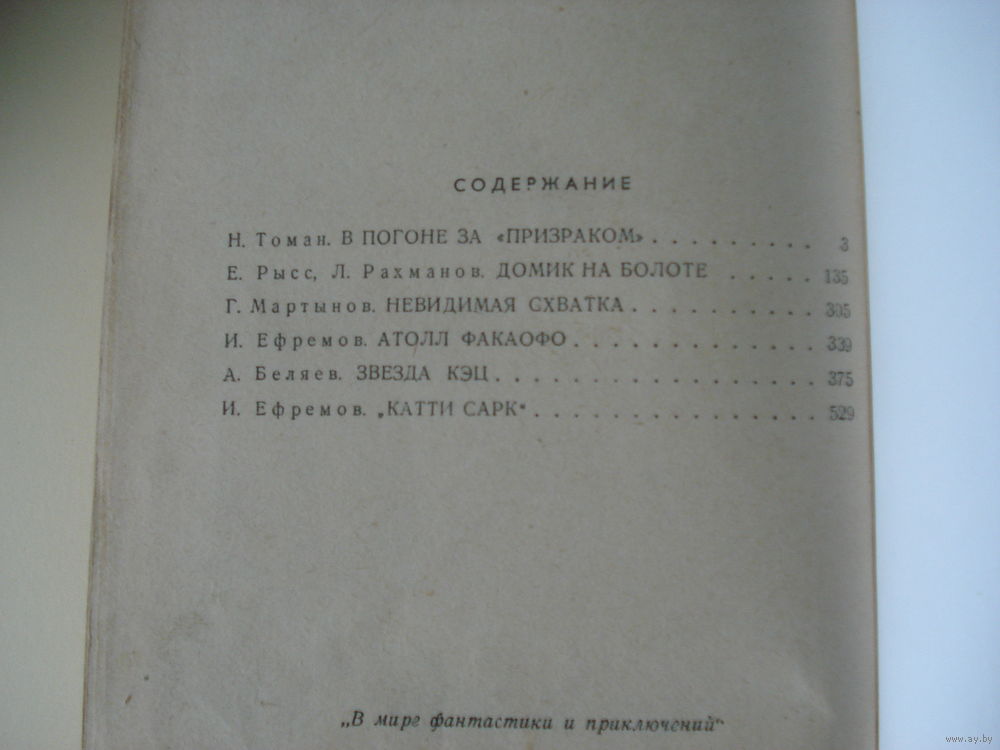 СОДЕРЖАНИЕ
Н. Томан. В ПОГОНЕ ЗА «ПРИЗРАКОМ» . . . . . . . . . 3
Е. Рысс, Л. Рахманов. ДОМИК НА БОЛОТЕ . . . . . 135
Г. Мартынов. НЕВИДИМАЯ СХВАТКА . . . . . . . . . . 305
И. Ефремов. АТОЛЛ ФАКАОФО . . . . . . . . . . . . . 339
А. Беляев. ЗВЕЗДА КЭЦ . . . . . . . . . . . . . . . . . 375
И. Ефремов. „КАТТИ САРК“ . . . . . . . . . . . . . . . 529
„В мире фантастики и приключений“
www.ay.by